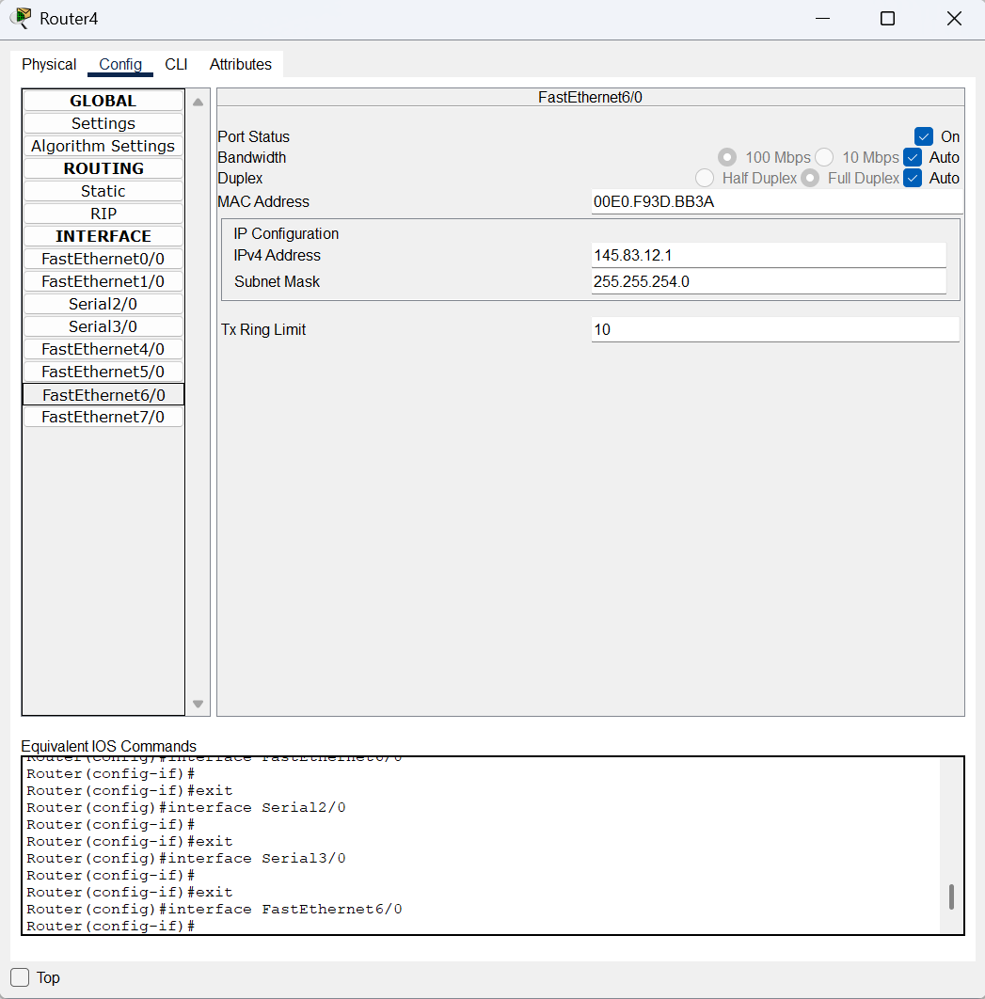 Router4
Physical Config CLI Attributes
GLOBAL
Settings
Algorithm Settings
ROUTING
Static
RIP
INTERFACE
FastEthernet0/0
FastEthernet1/0
Serial2/0
Serial3/0
FastEthernet4/0
FastEthernet5/0
FastEthernet6/0
FastEthernet7/0
FastEthernet6/0
Port Status On
Bandwidth 100 Mbps 10 Mbps Auto
Duplex Half Duplex Full Duplex Auto
MAC Address 00E0.F93D.BB3A
IP Configuration
IPv4 Address 145.83.12.1
Subnet Mask 255.255.254.0
Tx Ring Limit 10
Equivalent IOS Commands
Router(config)#interface FastEthernet6/0
Router(config-if)#
Router(config-if)#exit
Router(config)#interface Serial2/0
Router(config-if)#
Router(config-if)#exit
Router(config)#interface Serial3/0
Router(config-if)#
Router(config-if)#exit
Router(config)#interface FastEthernet6/0
Router(config-if)#
Top